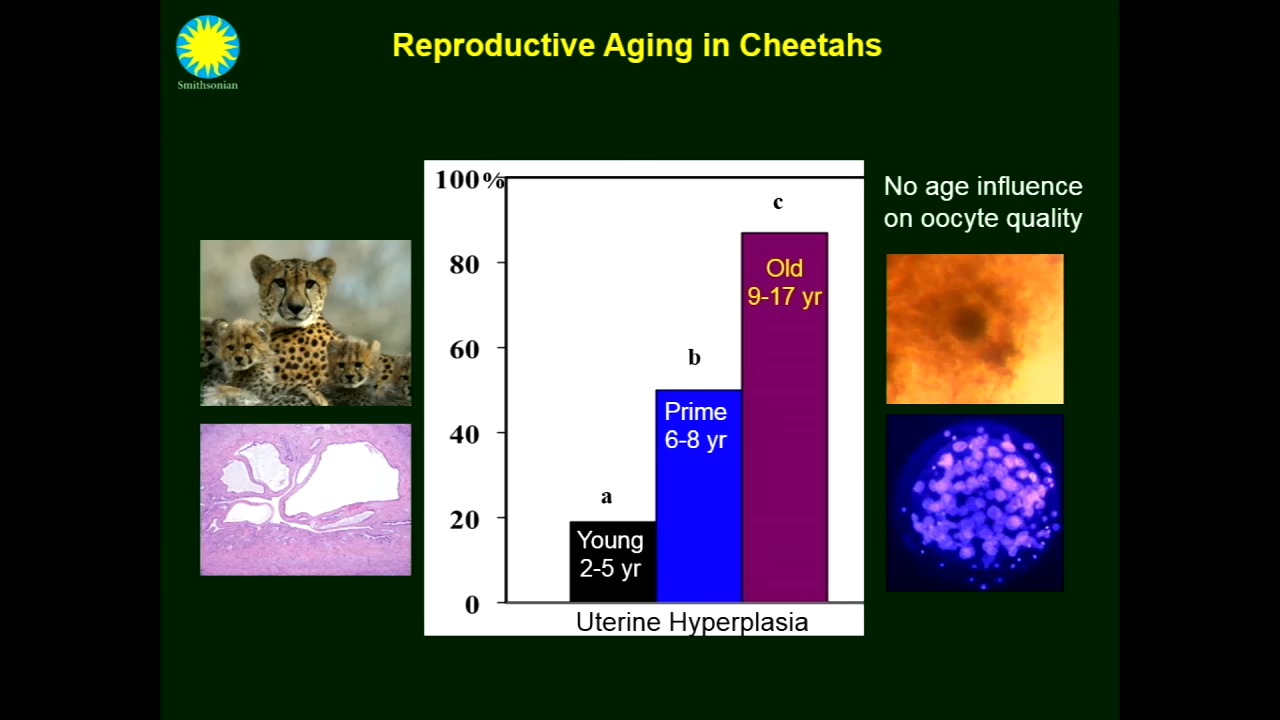 Smithsonian
Reproductive Aging in Cheetahs
100%
80
60
40
20
0
a
Young
2-5 yr
b
Prime
6-8 yr
c
Old
9-17 yr
Uterine Hyperplasia
No age influence
on oocyte quality